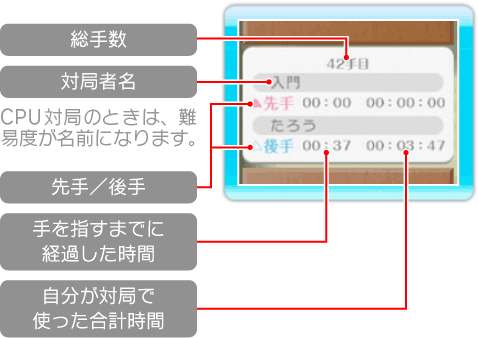 総手数
対局者名
CPU対局のときは、難
易度が名前になります。
先手／後手
手を指すまでに
経過した時間
自分が対局で
使った合計時間
42手目
入門
▲先手 00:00 00:00:00
たろう
△後手 00:37 00:03:47